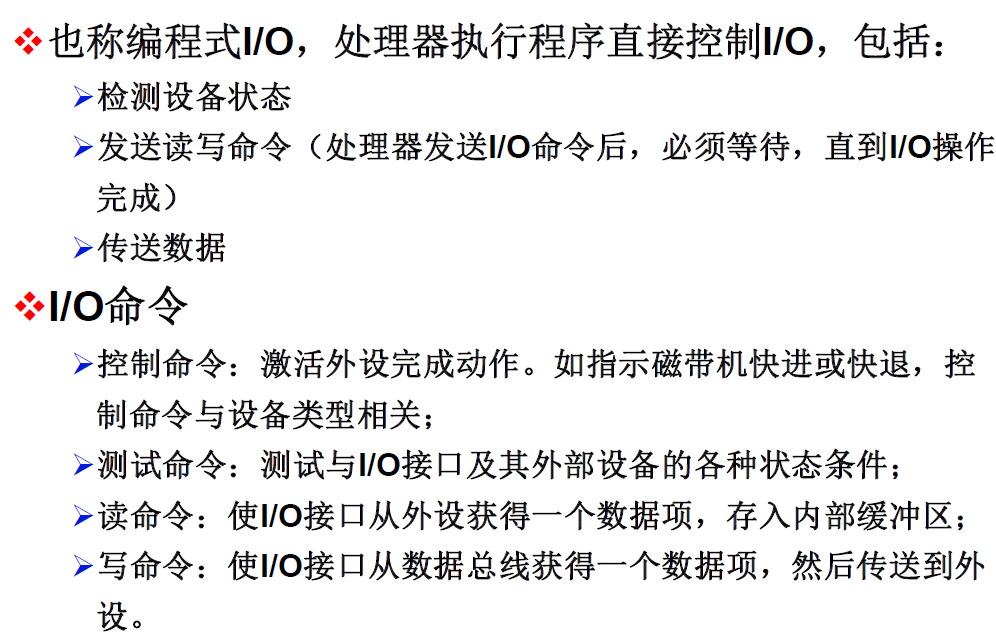 ❖也称编程式I/O，处理器执行程序直接控制I/O，包括：
➢检测设备状态
➢发送读写命令（处理器发送I/O命令后，必须等待，直到I/O操作
完成）
➢传送数据
❖I/O命令
➢控制命令：激活外设完成动作。如指示磁带机快进或快退，控
制命令与设备类型相关；
➢测试命令：测试与I/O接口及其外部设备的各种状态条件；
➢读命令：使I/O接口从外设获得一个数据项，存入内部缓冲区；
➢写命令：使I/O接口从数据总线获得一个数据项，然后传送到外
设。